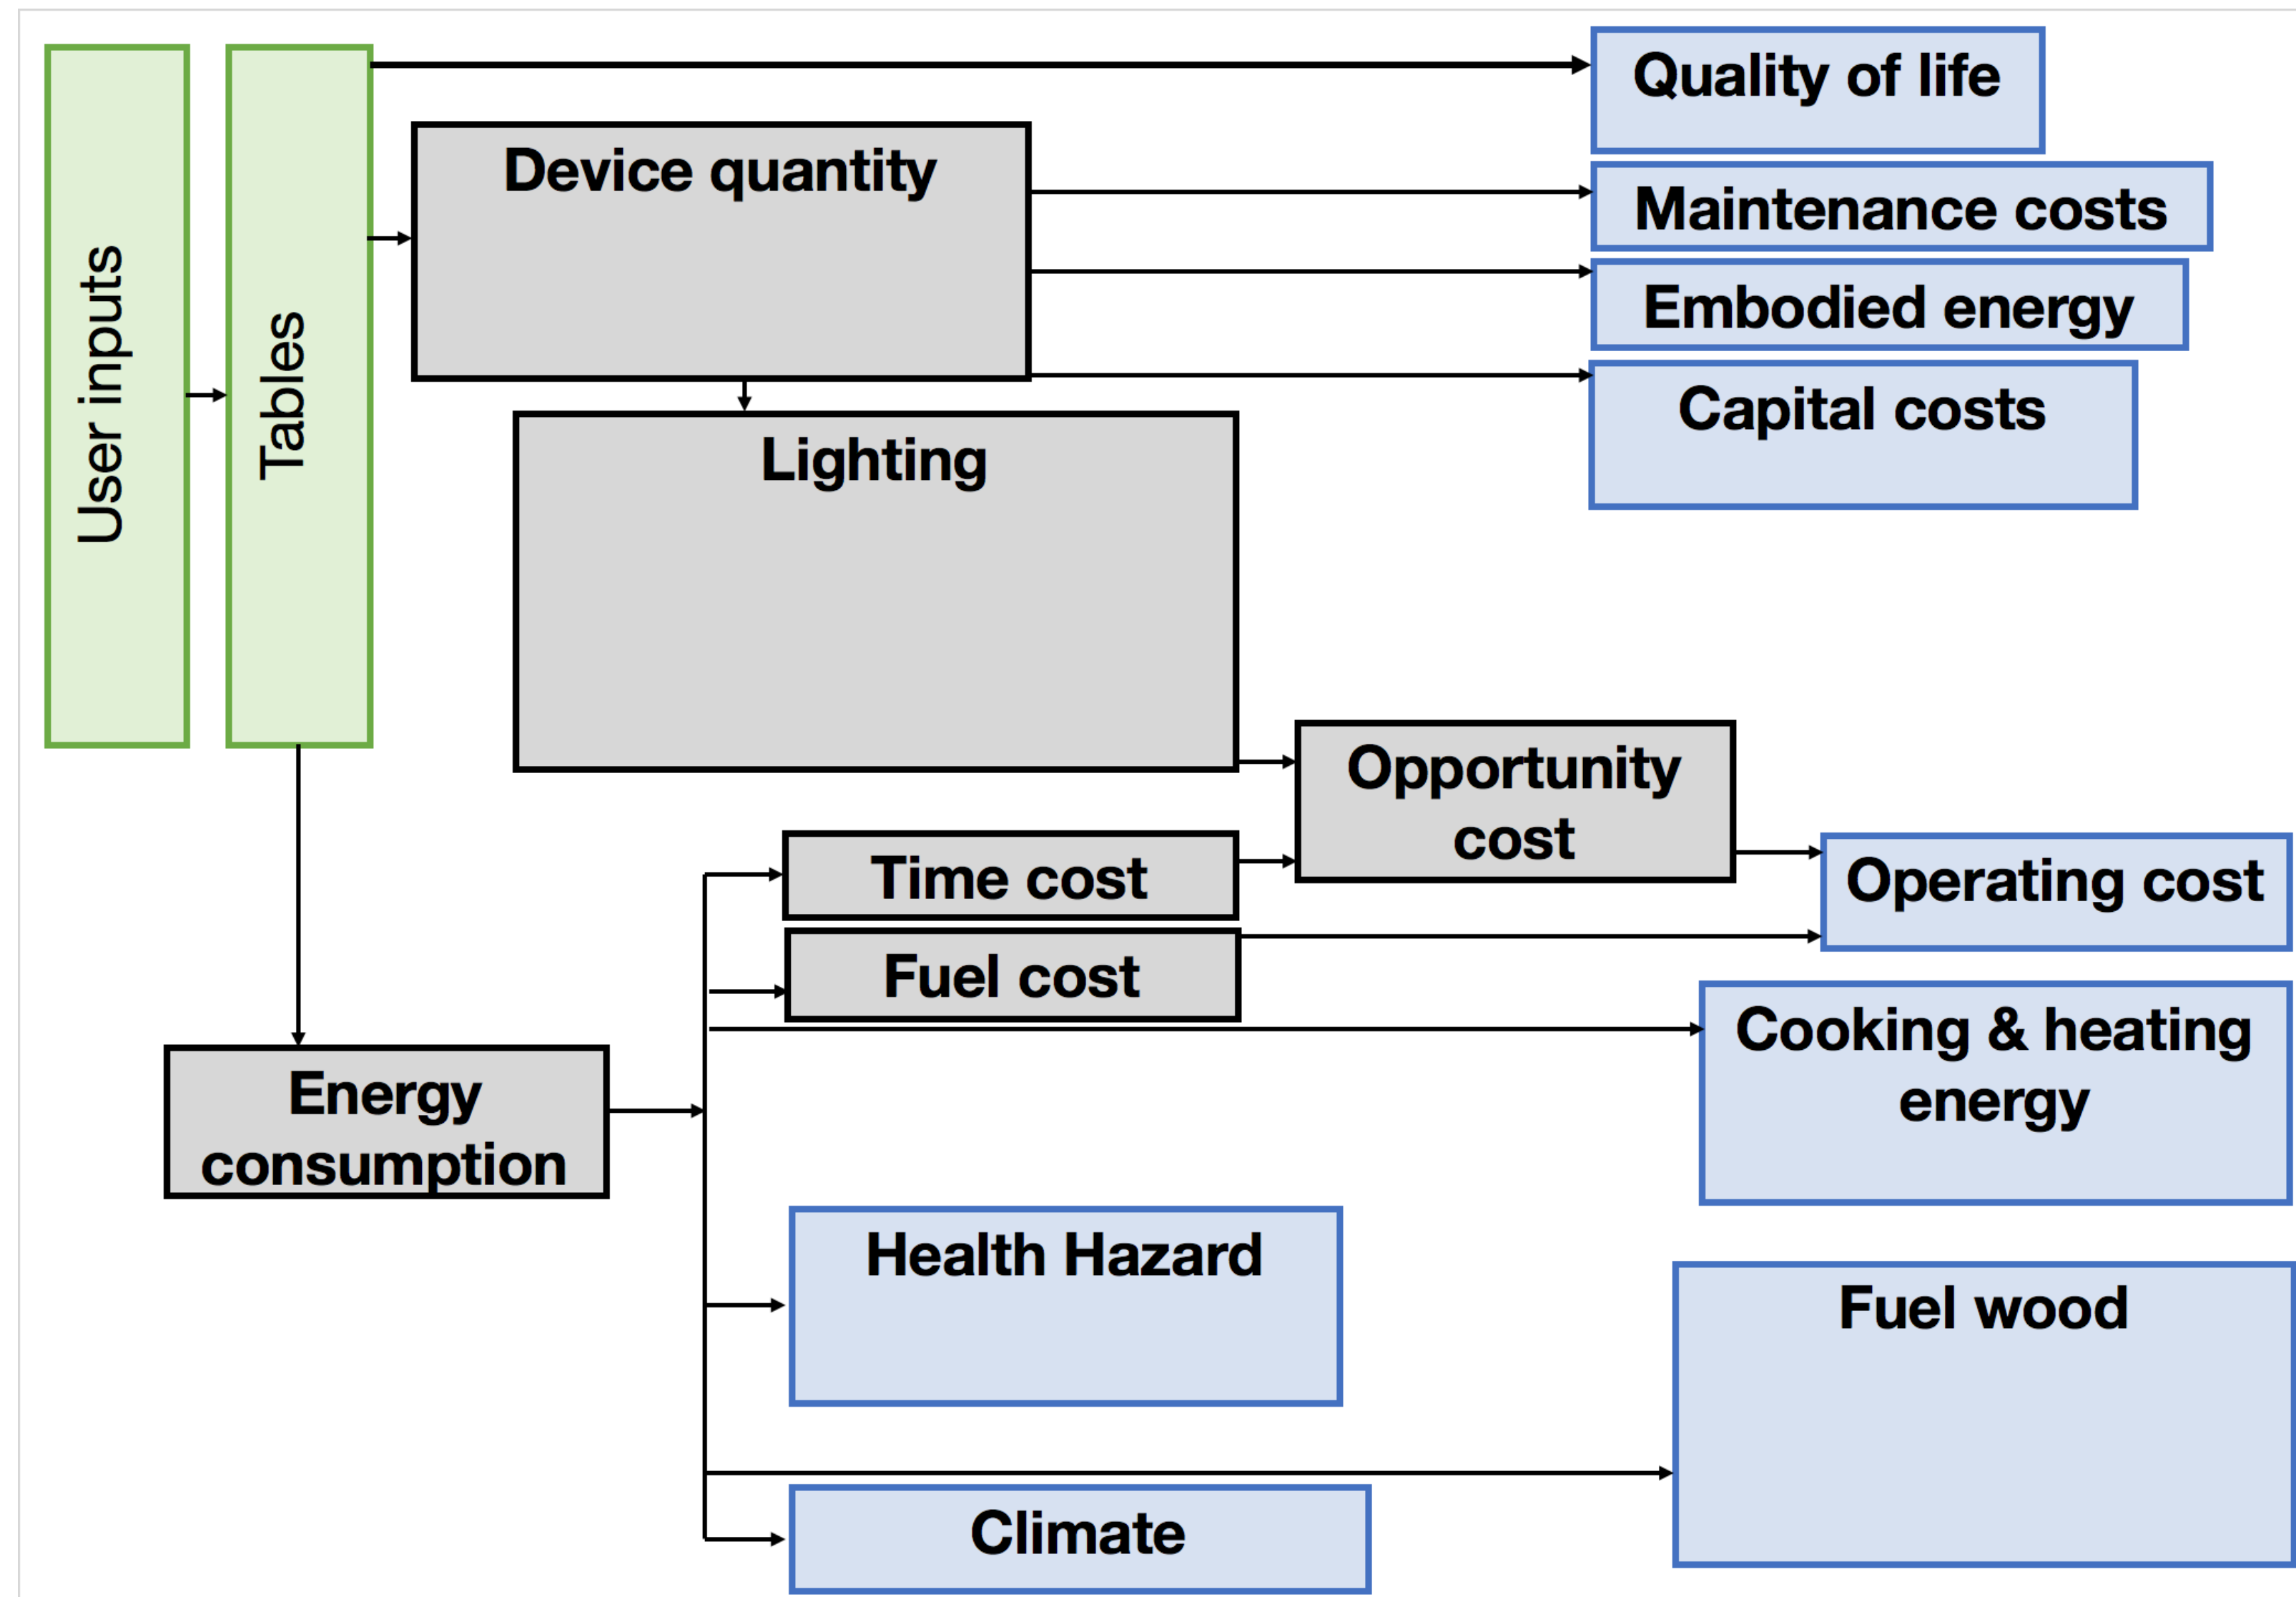 User inputs
Tables
Quality of life
Device quantity
Maintenance costs
Embodied energy
Capital costs
Lighting
Opportunity
cost
Time cost
Operating cost
Fuel cost
Cooking & heating
energy
Energy
consumption
Health Hazard
Fuel wood
Climate